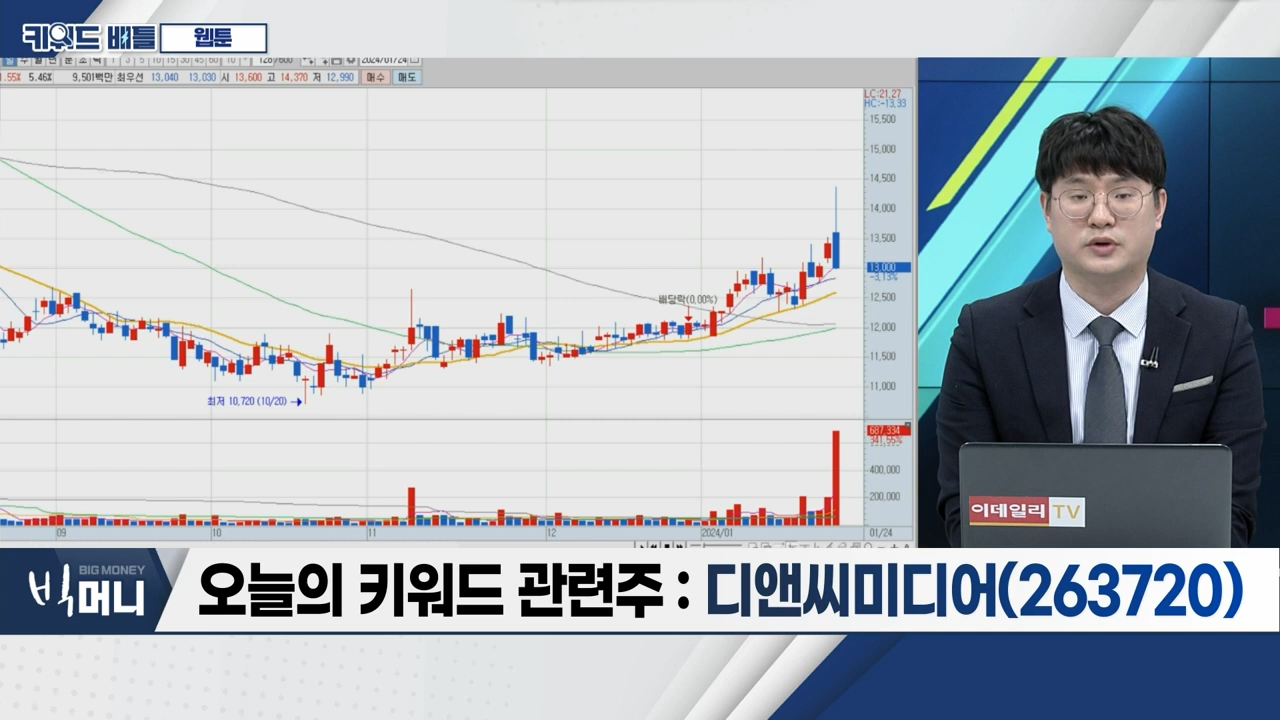 키워드 배틀 웹툰
2024/01/24
1.55% 5.46% 9,501백만 최우선 13,040 13,030 시 13,600 고 14,370 저 12,990 매수 매도
LC:21.27
HC:-13.33
15,500
15,000
14,500
14,000
13,500
13,000
-3.13%
12,500
배당락(0.00%)
12,000
11,500
11,000
최저 10,720 (10/20)
687,334
341.55%
400,000
200,000
09 10 11 12 2024/01 01/24
이데일리 TV
BIG MONEY
빅머니
오늘의 키워드 관련주 : 디앤씨미디어(263720)